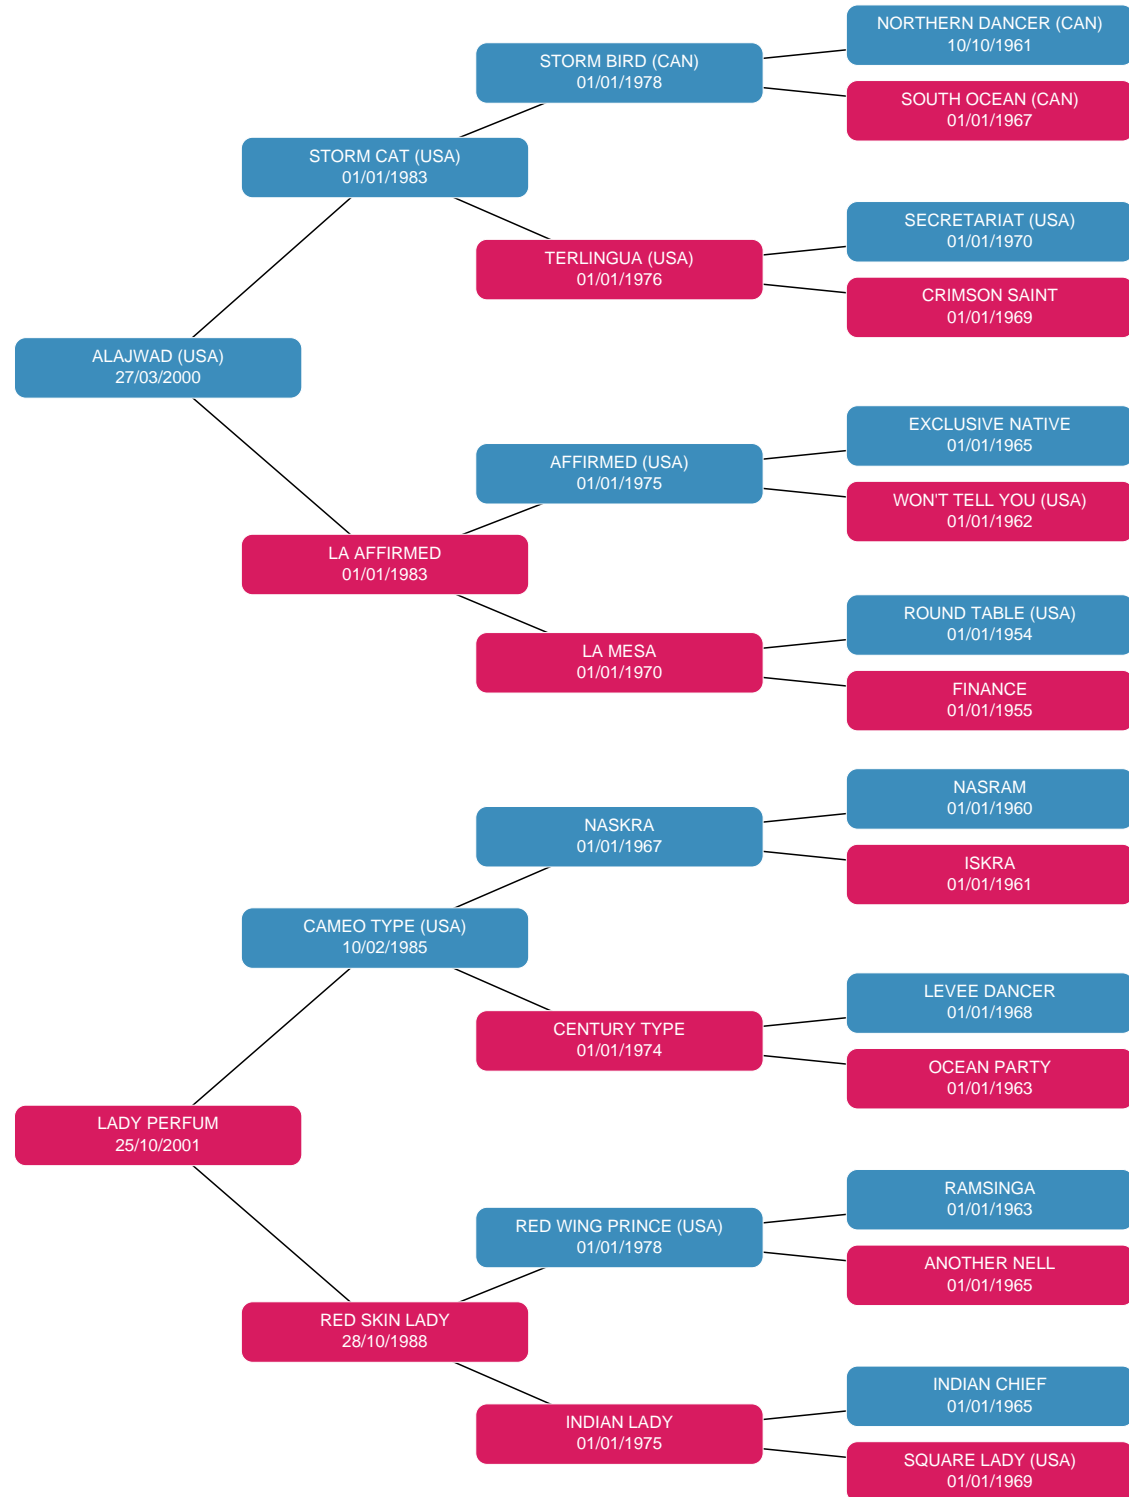 NORTHERN DANCER (CAN)
10/10/1961
STORM BIRD (CAN)
01/01/1978
SOUTH OCEAN (CAN)
01/01/1967
STORM CAT (USA)
01/01/1983
SECRETARIAT (USA)
01/01/1970
TERLINGUA (USA)
01/01/1976
CRIMSON SAINT
01/01/1969
ALAJWAD (USA)
27/03/2000
EXCLUSIVE NATIVE
01/01/1965
AFFIRMED (USA)
01/01/1975
WON'T TELL YOU (USA)
01/01/1962
LA AFFIRMED
01/01/1983
ROUND TABLE (USA)
01/01/1954
LA MESA
01/01/1970
FINANCE
01/01/1955
NASRAM
01/01/1960
NASKRA
01/01/1967
ISKRA
01/01/1961
CAMEO TYPE (USA)
10/02/1985
LEVEE DANCER
01/01/1968
CENTURY TYPE
01/01/1974
OCEAN PARTY
01/01/1963
LADY PERFUM
25/10/2001
RAMSINGA
01/01/1963
RED WING PRINCE (USA)
01/01/1978
ANOTHER NELL
01/01/1965
RED SKIN LADY
28/10/1988
INDIAN CHIEF
01/01/1965
INDIAN LADY
01/01/1975
SQUARE LADY (USA)
01/01/1969